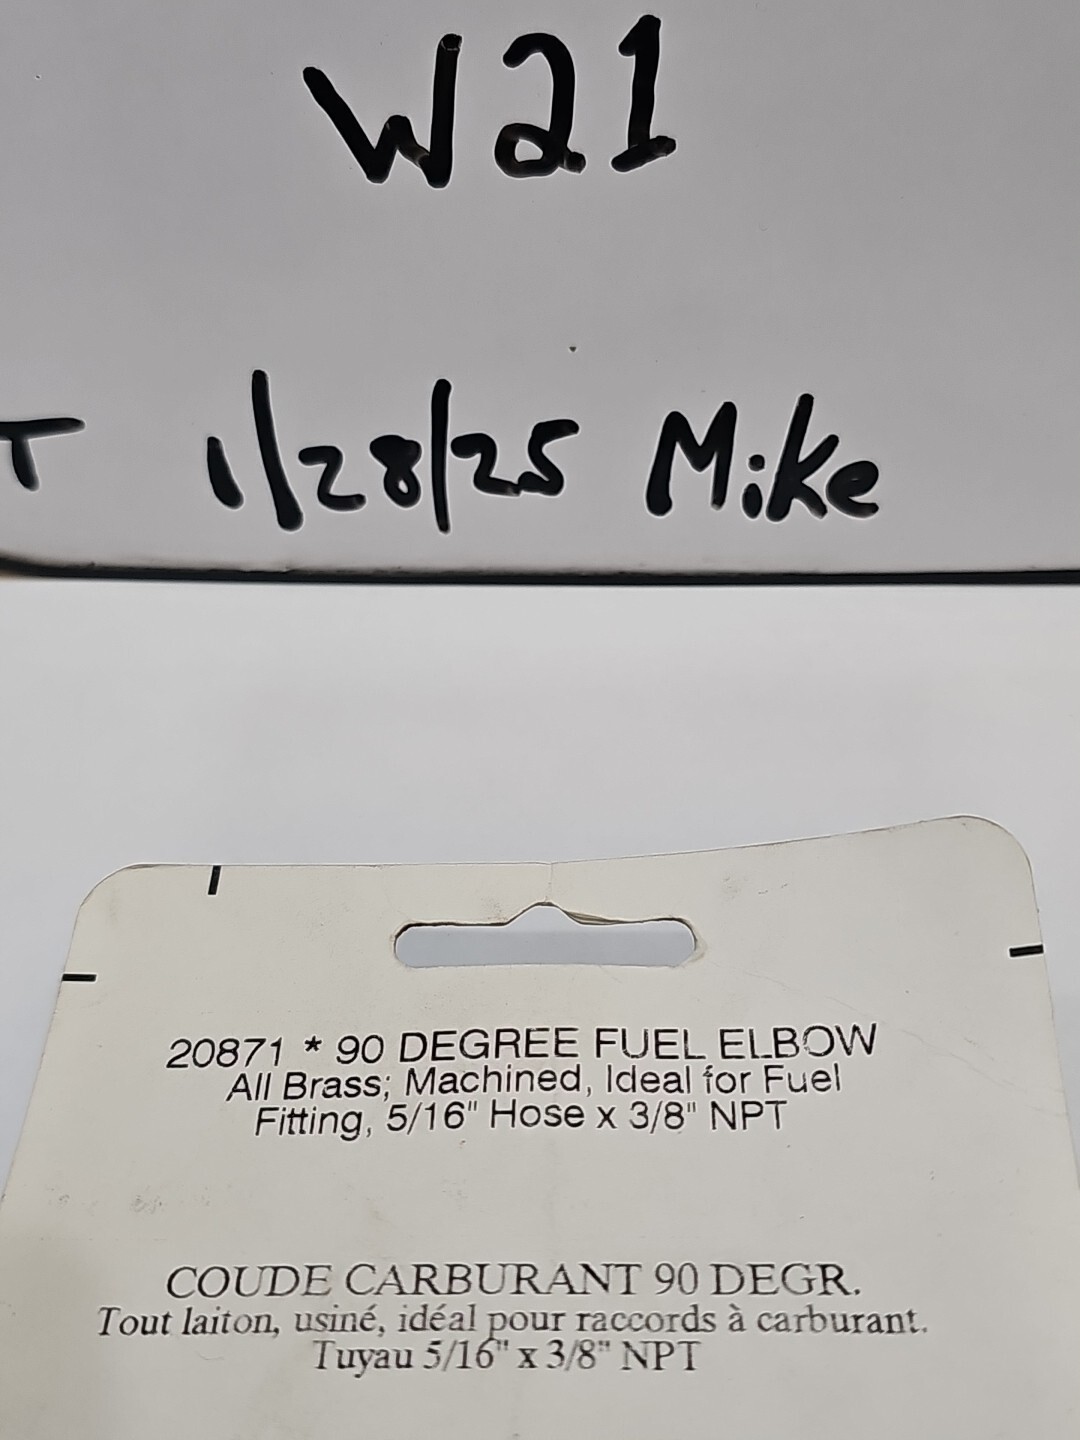 W21
T 1/28/25 Mike
20871 * 90 DEGREE FUEL ELBOW
All Brass; Machined, Ideal for Fuel
Fitting, 5/16" Hose x 3/8" NPT
COUDE CARBURANT 90 DEGR.
Tout laiton, usiné, idéal pour raccords à carburant.
Tuyau 5/16" x 3/8" NPT